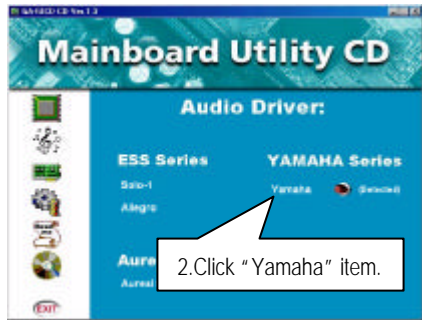 Mainboard Utility CD
Audio Driver:
ESS Series
YAMAHA Series
Solo-1
Yamaha
(Selected)
Allegro
Aureal
2.Click “Yamaha” item.
EXIT